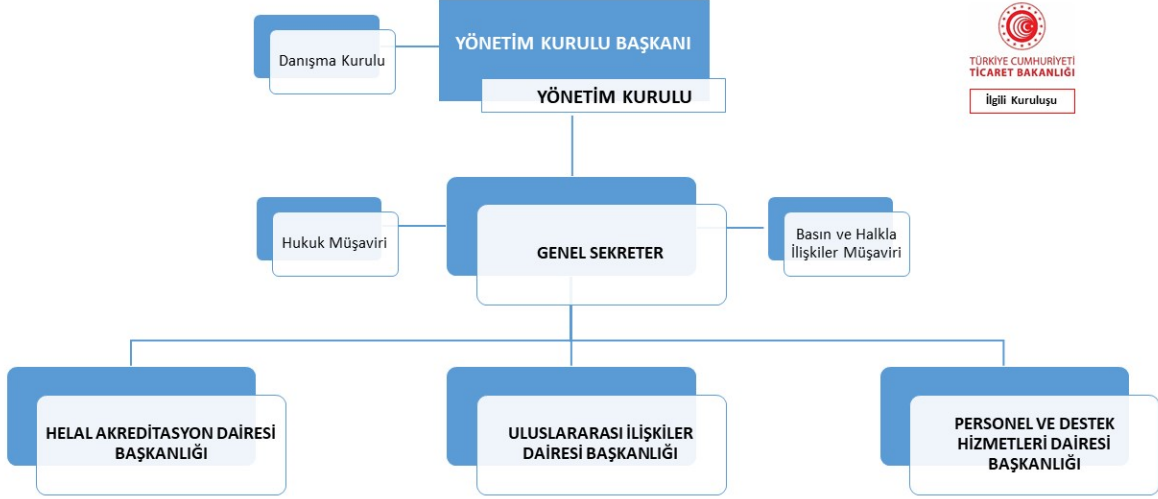 YÖNETİM KURULU BAŞKANI
Danışma Kurulu
YÖNETİM KURULU
TÜRKİYE CUMHURİYETİ
TİCARET BAKANLIĞI
İlgili Kuruluşu
Hukuk Müşaviri
GENEL SEKRETER
Basın ve Halkla
İlişkiler Müşaviri
HELAL AKREDİTASYON DAİRESİ
BAŞKANLIĞI
ULUSLARARASI İLİŞKİLER
DAİRESİ BAŞKANLIĞI
PERSONEL VE DESTEK
HİZMETLERİ DAİRESİ
BAŞKANLIĞI